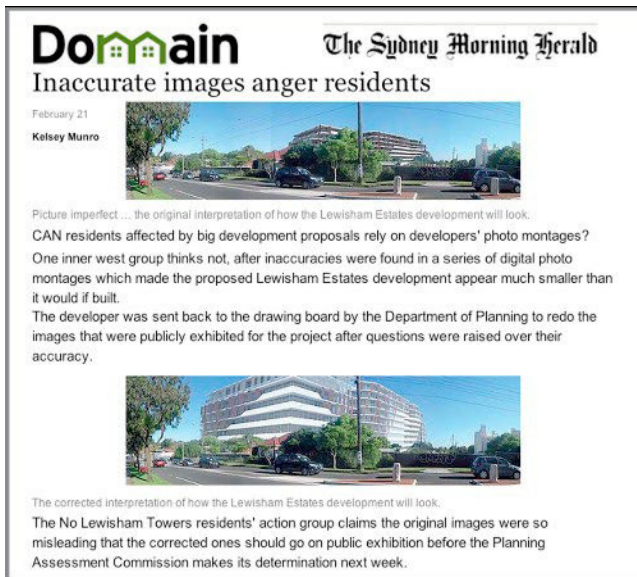 Domain
The Sydney Morning Herald
Inaccurate images anger residents
February 21
Kelsey Munro
Picture imperfect ... the original interpretation of how the Lewisham Estates development will look.
CAN residents affected by big development proposals rely on developers' photo montages?
One inner west group thinks not, after inaccuracies were found in a series of digital photo
montages which made the proposed Lewisham Estates development appear much smaller than
it would if built.
The developer was sent back to the drawing board by the Department of Planning to redo the
images that were publicly exhibited for the project after questions were raised over their
accuracy.
The corrected interpretation of how the Lewisham Estates development will look.
The No Lewisham Towers residents' action group claims the original images were so
misleading that the corrected ones should go on public exhibition before the Planning
Assessment Commission makes its determination next week.